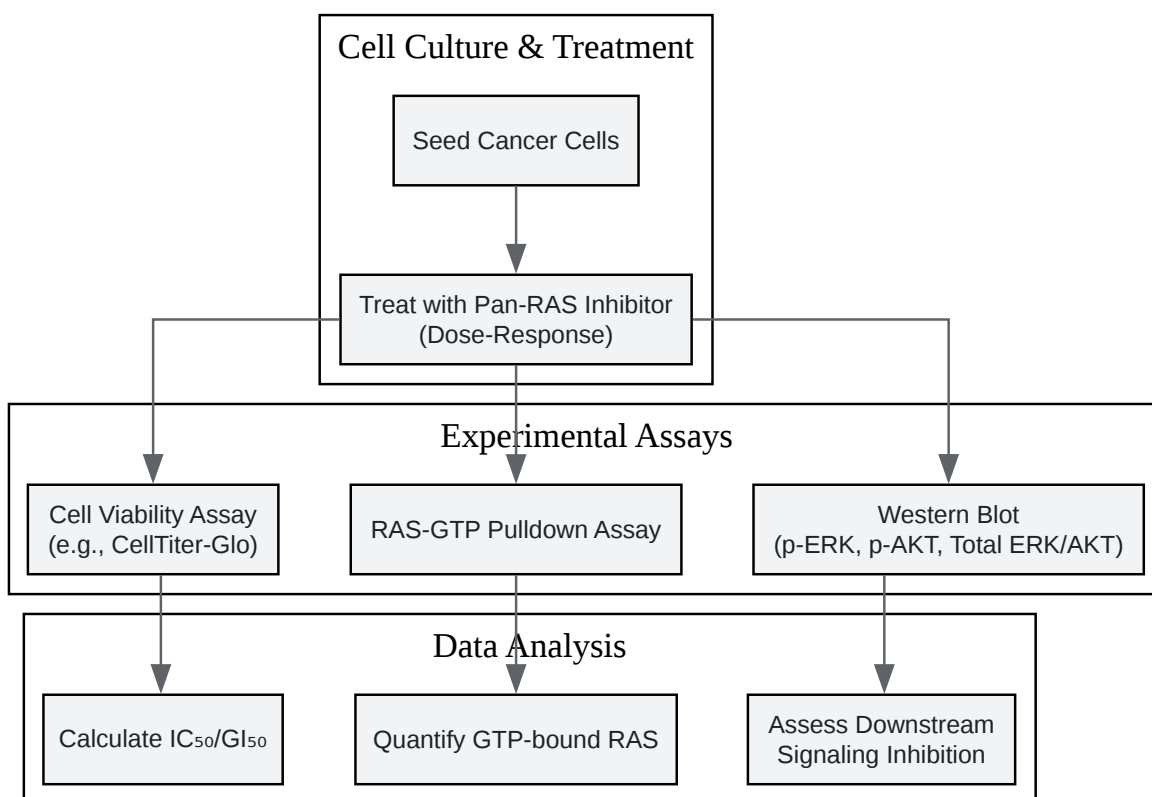 Cell Culture & Treatment
Seed Cancer Cells
Treat with Pan-RAS Inhibitor
(Dose-Response)
Experimental Assays
Cell Viability Assay
(e.g., CellTiter-Glo)
RAS-GTP Pulldown Assay
Western Blot
(p-ERK, p-AKT, Total ERK/AKT)
Data Analysis
Calculate IC₅₀/GI₅₀
Quantify GTP-bound RAS
Assess Downstream
Signaling Inhibition